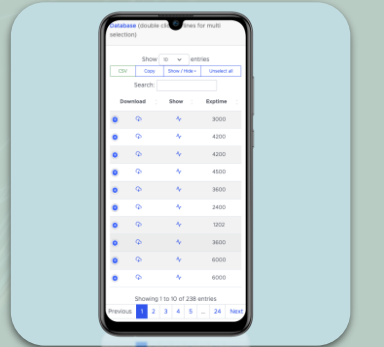 Database (double lines for multi
selection)
Show 10 entries
CSV Copy Show / Hide Unselect all
Search:
Download Show Exptime
3000
4200
4200
4500
3600
2400
1202
3600
6000
6000
Showing 1 to 10 of 238 entries
Previous 1 2 3 4 5 ... 24 Next